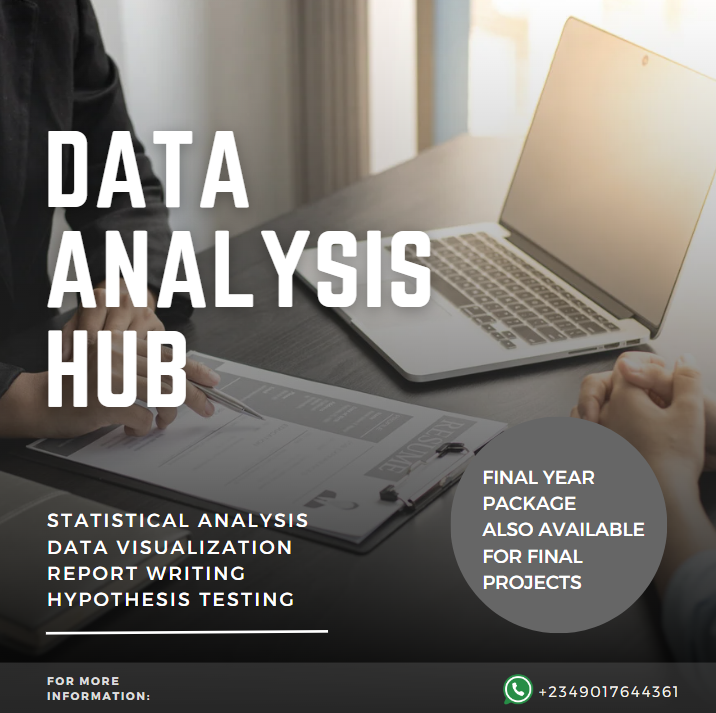 DATA
ANALYSIS
HUB
RESUME
STATISTICAL ANALYSIS
DATA VISUALIZATION
REPORT WRITING
HYPOTHESIS TESTING
FINAL YEAR
PACKAGE
ALSO AVAILABLE
FOR FINAL
PROJECTS
FOR MORE
INFORMATION:
+2349017644361